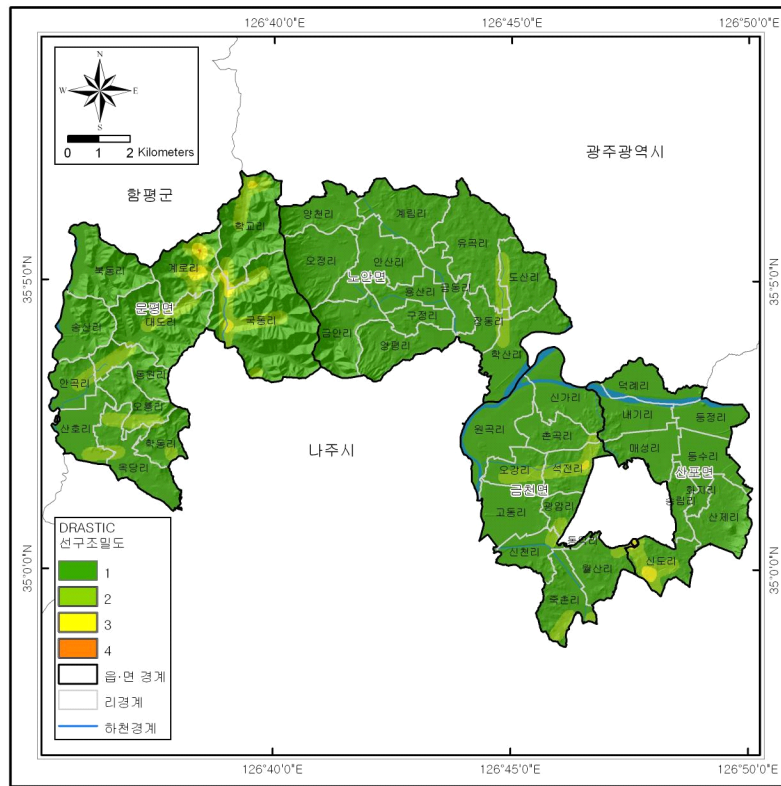 126°40'0"E
126°45'0"E
126°50'0"E
N
W
E
S
0 1 2 Kilometers
광주광역시
함평군
학교리
양천리
계림리
유곡리
북동리
계로리
오정리
안산리
도산리
노안면
35°5'0"N
35°5'0"N
용산리
금동리
문평면
대도리
국동리
구정리
장동리
송산리
금안리
양평리
학산리
안곡리
동원리
덕례리
오룡리
신가리
내기리
등정리
산호리
원곡리
촌곡리
매성리
학동리
나주시
등수리
옥당리
오강리
석전리
산포면
금천면
화지리
송림리
고동리
광암리
산제리
DRASTIC
선구조밀도
신천리
동악리
신도리
월산리
35°0'0"N
35°0'0"N
1
2
죽촌리
3
4
읍·면 경계
리경계
하천경계
126°40'0"E
126°45'0"E
126°50'0"E